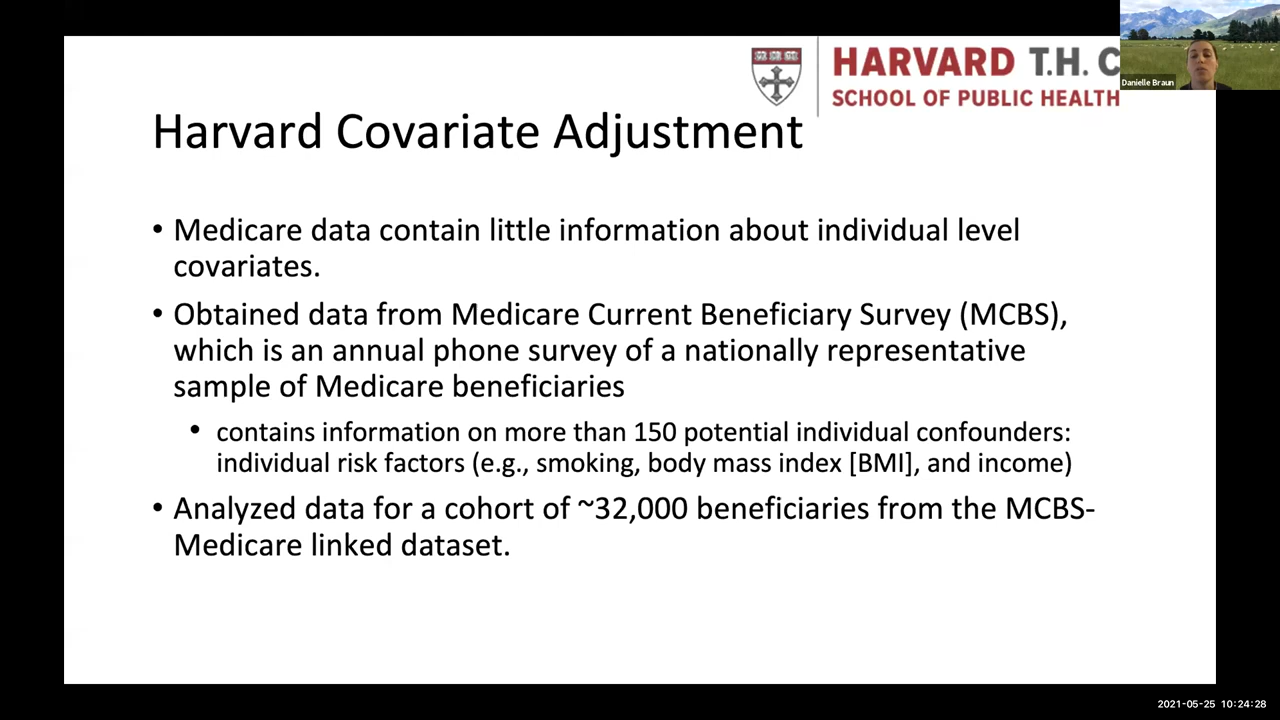 HARVARD T.H. C
SCHOOL OF PUBLIC HEALTH
Danielle Braun
Harvard Covariate Adjustment
• Medicare data contain little information about individual level
covariates.
• Obtained data from Medicare Current Beneficiary Survey (MCBS),
which is an annual phone survey of a nationally representative
sample of Medicare beneficiaries
• contains information on more than 150 potential individual confounders:
individual risk factors (e.g., smoking, body mass index [BMI], and income)
• Analyzed data for a cohort of ~32,000 beneficiaries from the MCBS-
Medicare linked dataset.
2021-05-25 10:24:28